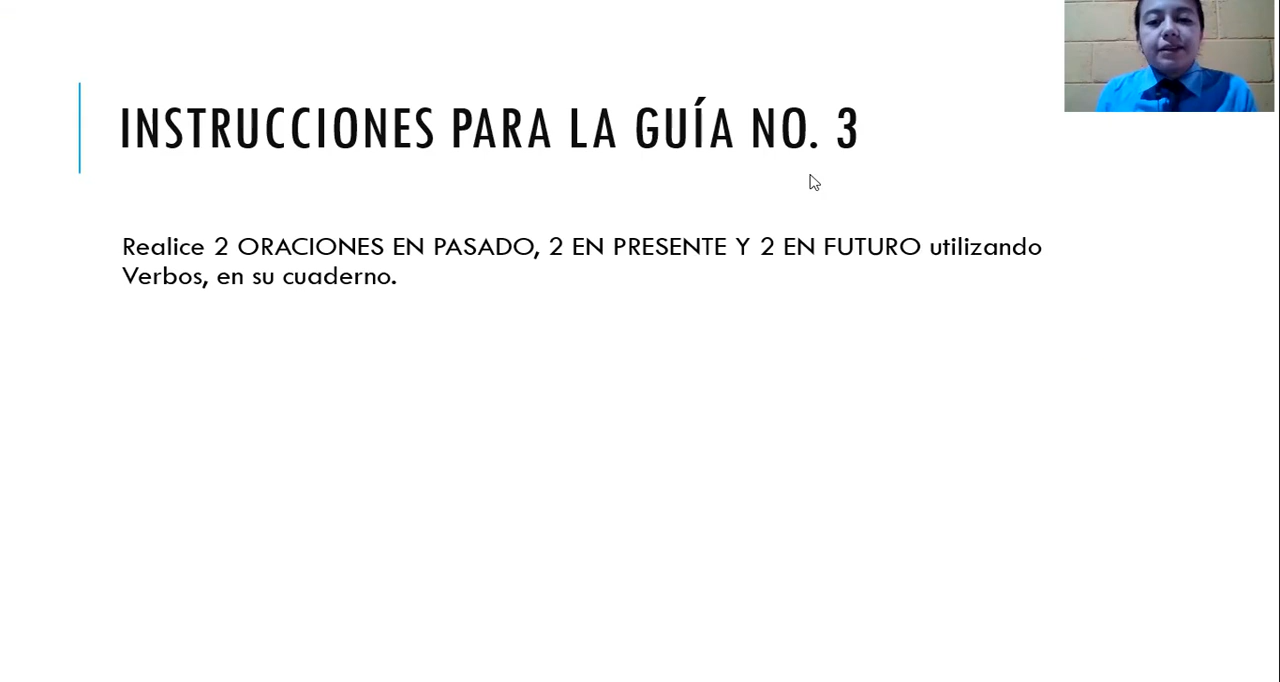 INSTRUCCIONES PARA LA GUÍA NO. 3
Realice 2 ORACIONES EN PASADO, 2 EN PRESENTE Y 2 EN FUTURO utilizando
Verbos, en su cuaderno.